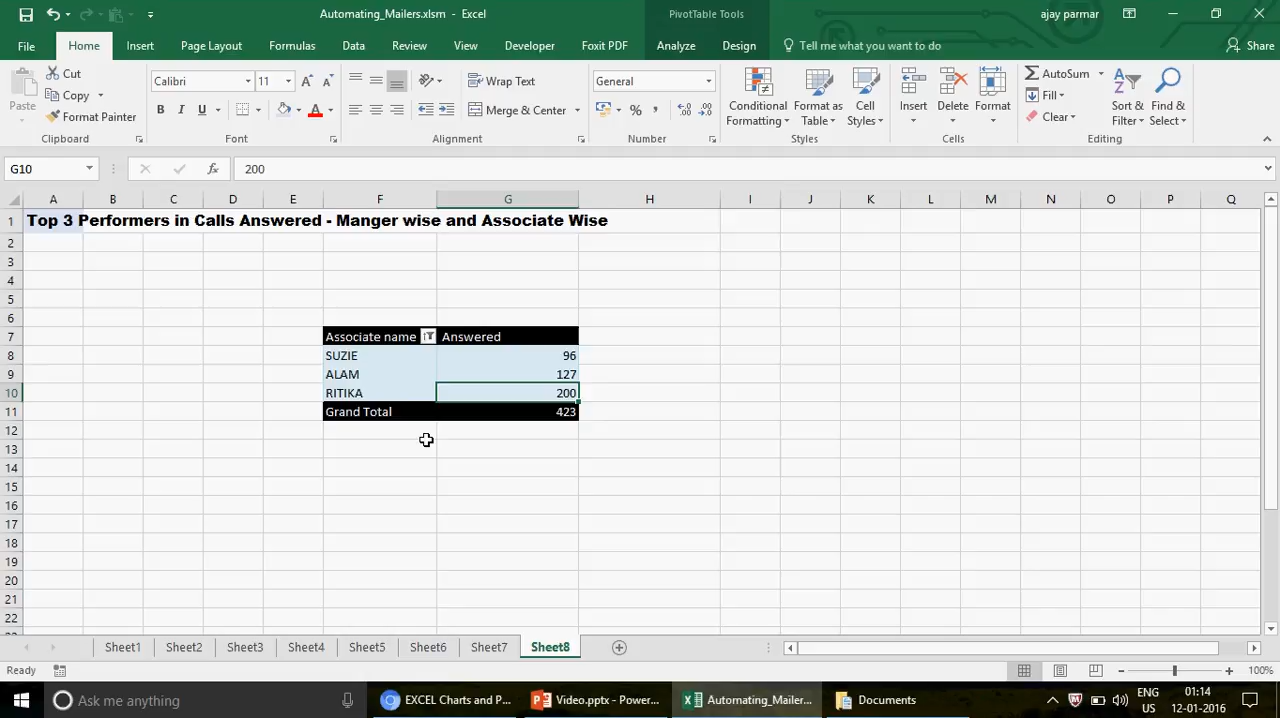 Automating_Mailers.xlsm - Excel
PivotTable Tools
ajay parmar
File Home Insert Page Layout Formulas Data Review View Developer Foxit PDF Analyze Design Tell me what you want to do Share
Paste
Cut
Copy
Format Painter
Clipboard
Calibri 11
B I U
Font
Wrap Text
Merge & Center
Alignment
General
%
Number
Conditional Formatting
Format as Table
Cell Styles
Styles
Insert
Delete
Format
Cells
AutoSum
Fill
Clear
Sort & Filter
Find & Select
Editing
G10 fx 200
A B C D E F G H I J K L M N O P Q
1 Top 3 Performers in Calls Answered - Manger wise and Associate Wise
2
3
4
5
6
7 Associate name Answered
8 SUZIE 96
9 ALAM 127
10 RITIKA 200
11 Grand Total 423
12
13
14
15
16
17
18
19
20
21
22
Sheet1 Sheet2 Sheet3 Sheet4 Sheet5 Sheet6 Sheet7 Sheet8
Ready 100%
Ask me anything
EXCEL Charts and P...
Video.pptx - Power...
Automating_Mailer...
Documents
ENG
US
01:14
12-01-2016